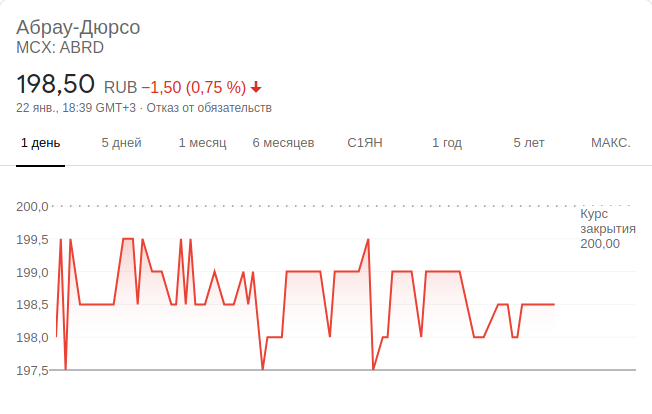 Абрау-Дюрсо
MCX: ABRD
198,50 RUB −1,50 (0,75 %)
22 янв., 18:39 GMT+3 · Отказ от обязательств
1 день 5 дней 1 месяц 6 месяцев С1ЯН 1 год 5 лет МАКС.
200,0
Курс
закрытия
200,00
199,5
199,0
198,5
198,0
197,5